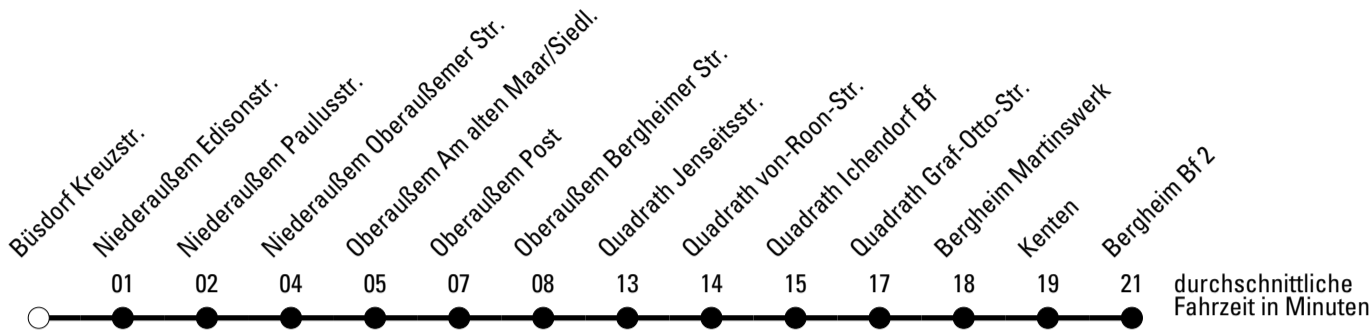 Büsdorf Kreuzstr.
Niederaußem Edisonstr.
Niederaußem Paulusstr.
Niederaußem Oberaußemer Str.
Oberaußem Am alten Maar/Siedl.
Oberaußem Post
Oberaußem Bergheimer Str.
Quadrath Jenseitsstr.
Quadrath von-Roon-Str.
Quadrath Ichendorf Bf
Quadrath Graf-Otto-Str.
Bergheim Martinswerk
Kenten
Bergheim Bf 2
01 02 04 05 07 08 13 14 15 17 18 19 21
durchschnittliche
Fahrzeit in Minuten